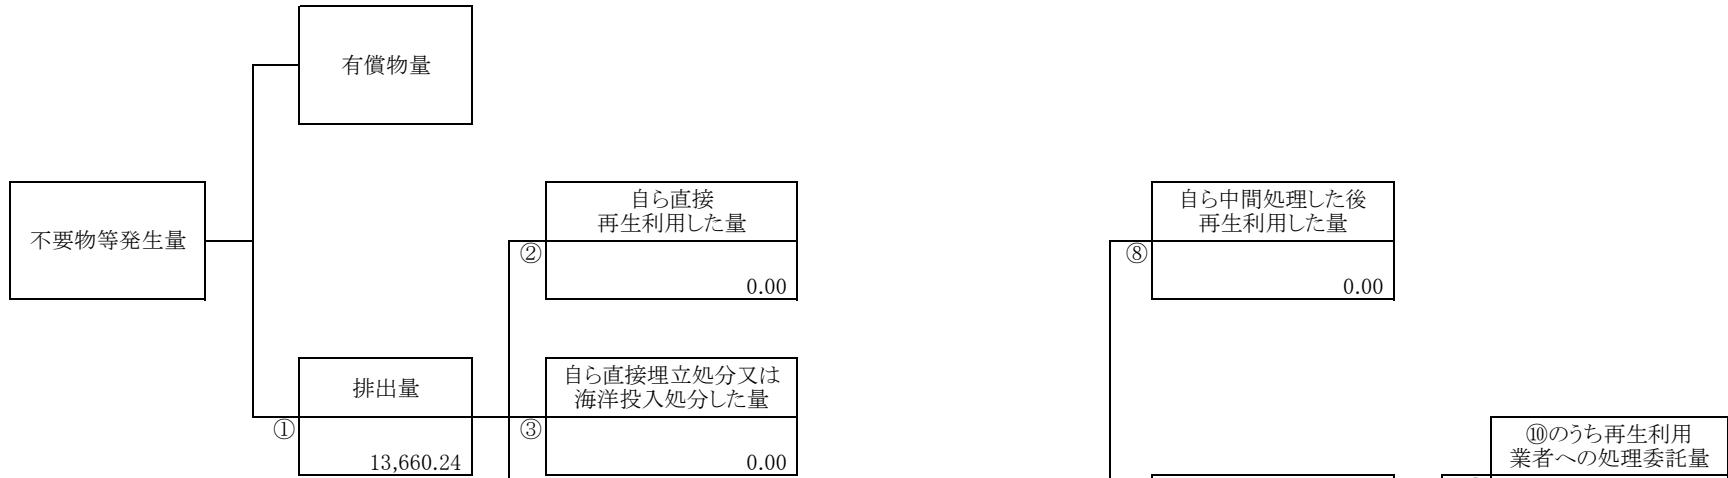 有償物量
不要物等発生量
自ら直接
再生利用した量
②
0.00
自ら中間処理した後
再生利用した量
⑧
0.00
排出量
①
13,660.24
自ら直接埋立処分又は
海洋投入処分した量
③
0.00
⑩のうち再生利用
業者への処理委託量